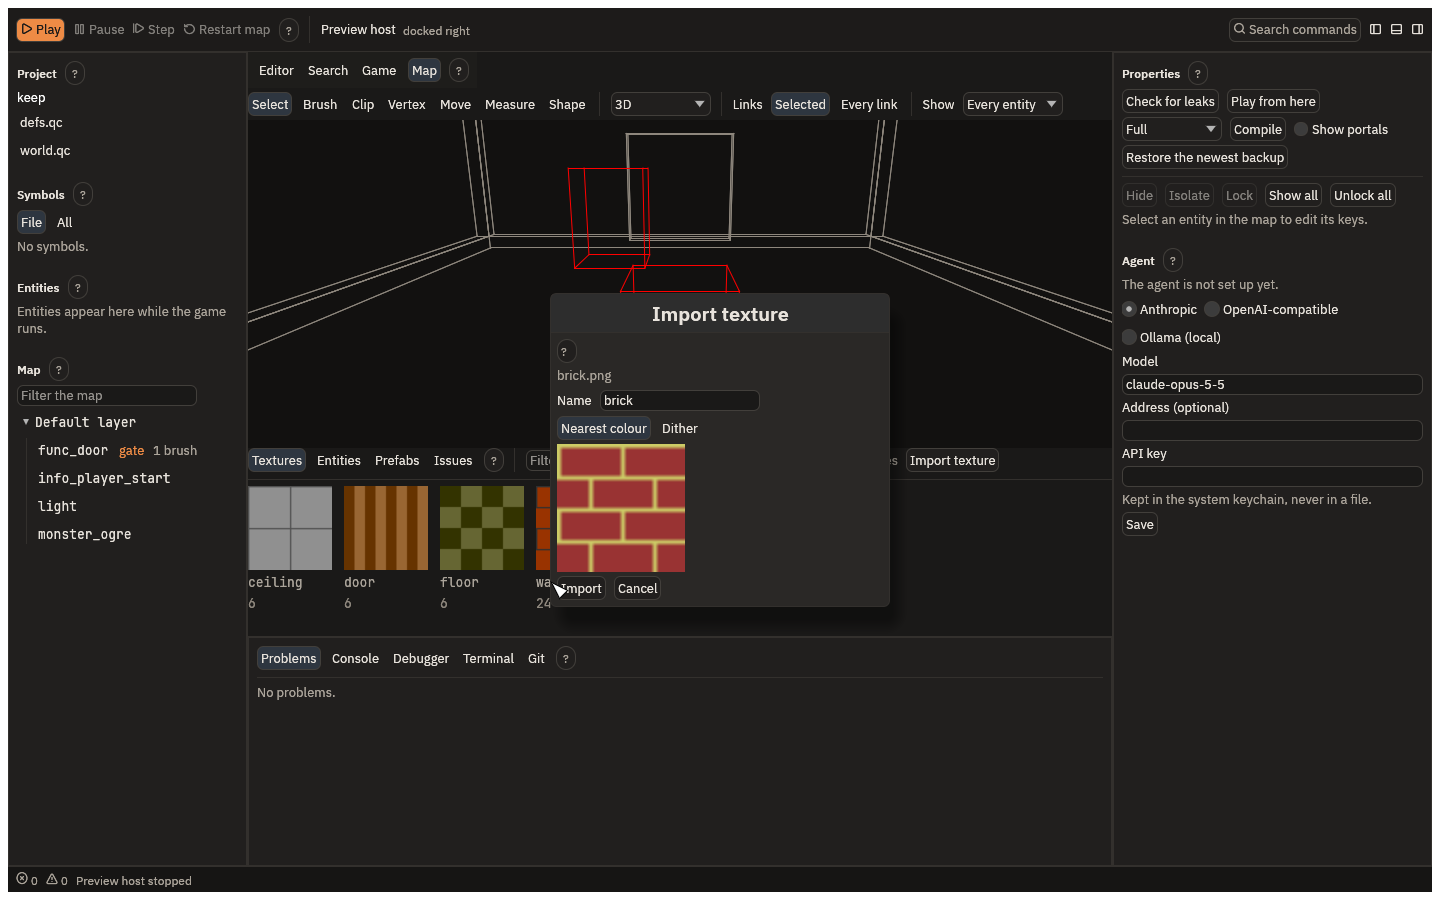 Play Pause Step Restart map ? Preview host docked right Search commands
Project ?
keep
defs.qc
world.qc
Symbols ?
File All
No symbols.
Entities ?
Entities appear here while the game
runs.
Map ?
Filter the map
Default layer
func_door gate 1 brush
info_player_start
light
monster_ogre
Editor Search Game Map ?
Select Brush Clip Vertex Move Measure Shape 3D Links Selected Every link Show Every entity
Import texture
?
brick.png
Name brick
Nearest colour Dither
Import Cancel
Textures Entities Prefabs Issues ? Import texture
ceiling door floor
6 6 6 24
Problems Console Debugger Terminal Git ?
No problems.
Properties ?
Check for leaks Play from here
Full Compile Show portals
Restore the newest backup
Hide Isolate Lock Show all Unlock all
Select an entity in the map to edit its keys.
Agent ?
The agent is not set up yet.
Anthropic OpenAI-compatible
Ollama (local)
Model
claude-opus-5-5
Address (optional)
API key
Kept in the system keychain, never in a file.
Save
0 0 Preview host stopped